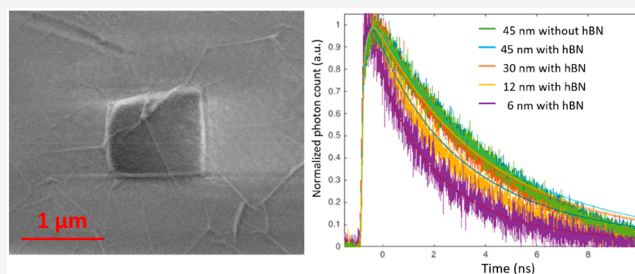 1 μm
Normalized photon count (a.u.)
1
0.9
0.8
0.7
0.6
0.5
0.4
0.3
0.2
0.1
0
45 nm without hBN
45 nm with hBN
30 nm with hBN
12 nm with hBN
6 nm with hBN
0 2 4 6 8
Time (ns)